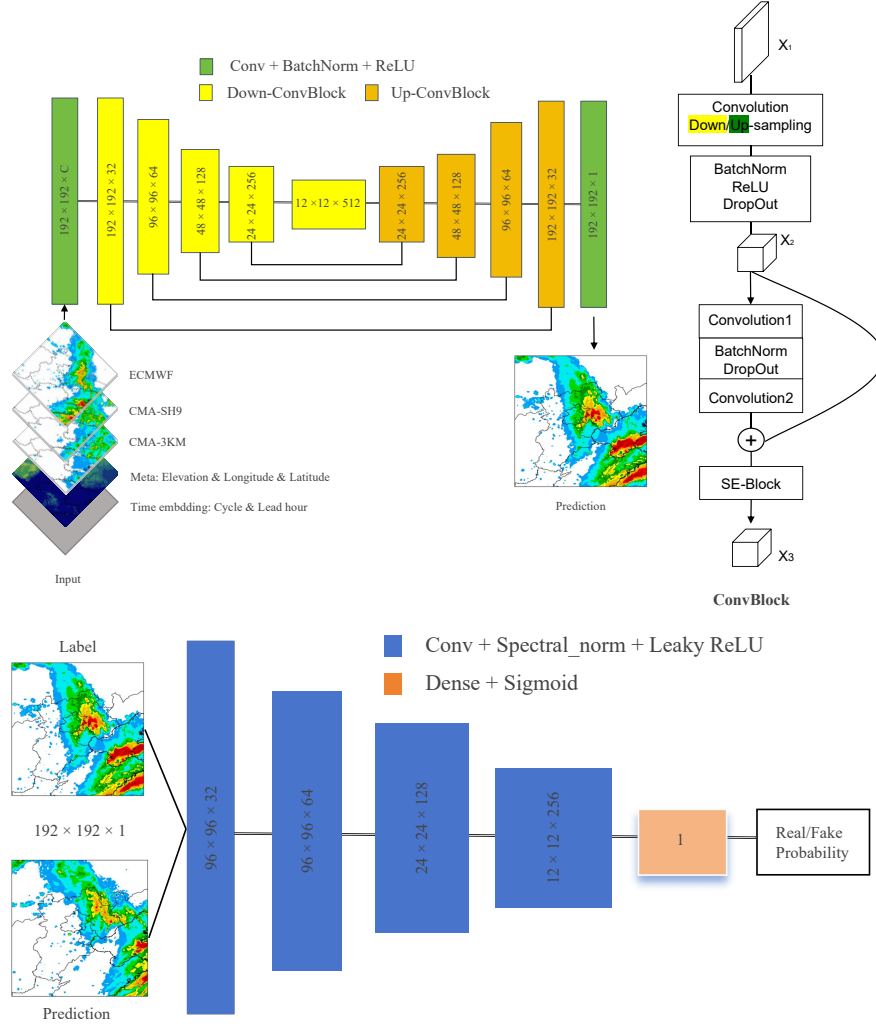 Conv + BatchNorm + ReLU
Down-ConvBlock
Up-ConvBlock
192 × 192 × C
192 × 192 × 32
96 × 96 × 64
48 × 48 × 128
24 × 24 × 256
12 ×12 × 512
24 × 24 × 256
48 × 48 × 128
96 × 96 × 64
192 × 192 × 32
192 × 192 × 1
ECMWF
CMA-SH9
CMA-3KM
Meta: Elevation & Longitude & Latitude
Time embdding: Cycle & Lead hour
Input
Prediction
X1
Convolution
Down/Up-sampling
BatchNorm
ReLU
DropOut
X2
Convolution1
BatchNorm
DropOut
Convolution2
+
SE-Block
X3
ConvBlock
Label
192 × 192 × 1
Prediction
Conv + Spectral_norm + Leaky ReLU
Dense + Sigmoid
96 × 96 × 32
96 × 96 × 64
24 × 24 × 128
12 × 12 × 256
1
Real/Fake
Probability